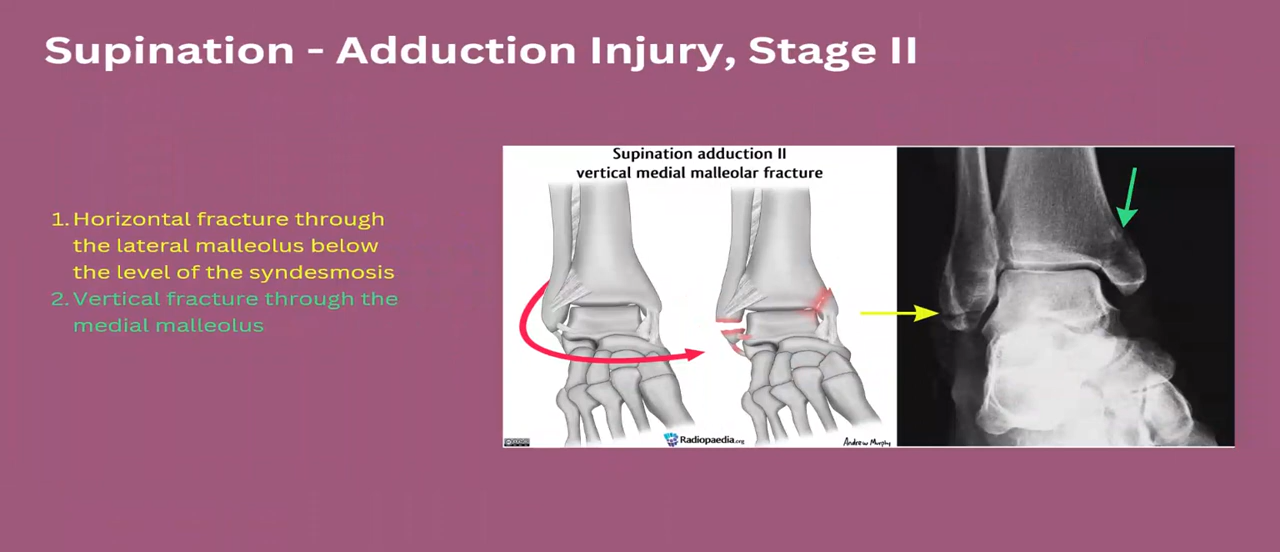 Supination - Adduction Injury, Stage II
1. Horizontal fracture through
the lateral malleolus below
the level of the syndesmosis
2. Vertical fracture through the
medial malleolus
Supination adduction II
vertical medial malleolar fracture
Radiopaedia.org
Andrew Murphy